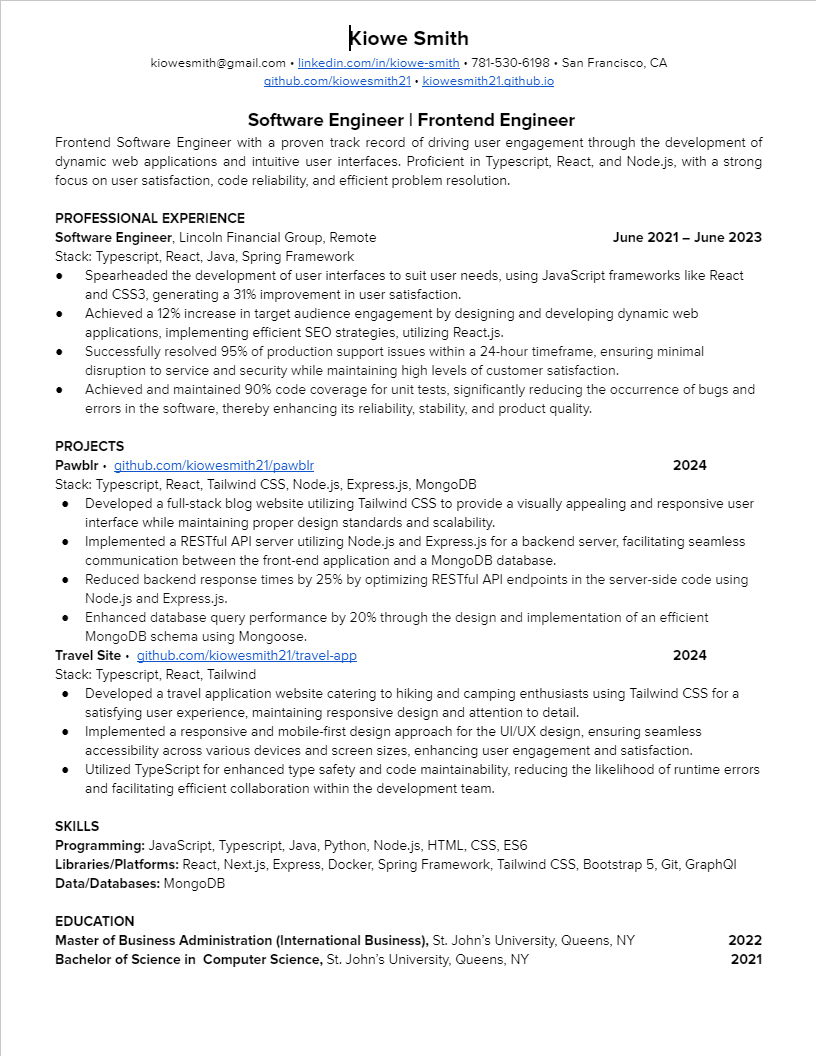 Kiowe Smith
kiowesmith@gmail.com • linkedin.com/in/kiowe-smith • 781-530-6198 • San Francisco, CA
github.com/kiowesmith21 • kiowesmith21.github.io
Software Engineer | Frontend Engineer
Frontend Software Engineer with a proven track record of driving user engagement through the development of
dynamic web applications and intuitive user interfaces. Proficient in Typescript, React, and Node.js, with a strong
focus on user satisfaction, code reliability, and efficient problem resolution.
PROFESSIONAL EXPERIENCE
Software Engineer, Lincoln Financial Group, Remote June 2021 – June 2023
Stack: Typescript, React, Java, Spring Framework
● Spearheaded the development of user interfaces to suit user needs, using JavaScript frameworks like React
and CSS3, generating a 31% improvement in user satisfaction.
● Achieved a 12% increase in target audience engagement by designing and developing dynamic web
applications, implementing efficient SEO strategies, utilizing React.js.
● Successfully resolved 95% of production support issues within a 24-hour timeframe, ensuring minimal
disruption to service and security while maintaining high levels of customer satisfaction.
● Achieved and maintained 90% code coverage for unit tests, significantly reducing the occurrence of bugs and
errors in the software, thereby enhancing its reliability, stability, and product quality.
PROJECTS
Pawblr • github.com/kiowesmith21/pawblr 2024
Stack: Typescript, React, Tailwind CSS, Node.js, Express.js, MongoDB
● Developed a full-stack blog website utilizing Tailwind CSS to provide a visually appealing and responsive user
interface while maintaining proper design standards and scalability.
● Implemented a RESTful API server utilizing Node.js and Express.js for a backend server, facilitating seamless
communication between the front-end application and a MongoDB database.
● Reduced backend response times by 25% by optimizing RESTful API endpoints in the server-side code using
Node.js and Express.js.
● Enhanced database query performance by 20% through the design and implementation of an efficient
MongoDB schema using Mongoose.
Travel Site • github.com/kiowesmith21/travel-app 2024
Stack: Typescript, React, Tailwind
● Developed a travel application website catering to hiking and camping enthusiasts using Tailwind CSS for a
satisfying user experience, maintaining responsive design and attention to detail.
● Implemented a responsive and mobile-first design approach for the UI/UX design, ensuring seamless
accessibility across various devices and screen sizes, enhancing user engagement and satisfaction.
● Utilized TypeScript for enhanced type safety and code maintainability, reducing the likelihood of runtime errors
and facilitating efficient collaboration within the development team.
SKILLS
Programming: JavaScript, Typescript, Java, Python, Node.js, HTML, CSS, ES6
Libraries/Platforms: React, Next.js, Express, Docker, Spring Framework, Tailwind CSS, Bootstrap 5, Git, GraphQl
Data/Databases: MongoDB
EDUCATION
Master of Business Administration (International Business), St. John’s University, Queens, NY 2022
Bachelor of Science in  Computer Science, St. John’s University, Queens, NY 2021